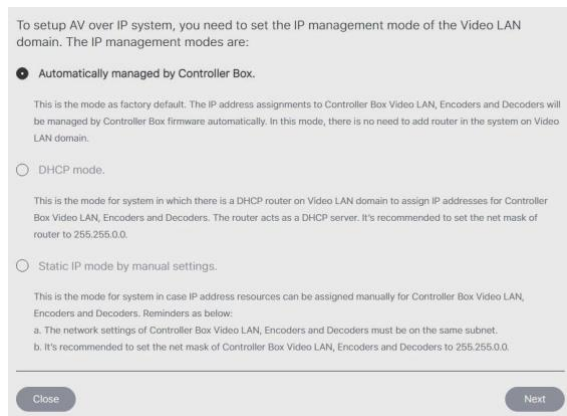 To setup AV over IP system, you need to set the IP management mode of the Video LAN
domain. The IP management modes are:
Automatically managed by Controller Box.
This is the mode as factory default. The IP address assignments to Controller Box Video LAN, Encoders and Decoders will
be managed by Controller Box firmware automatically. In this mode, there is no need to add router in the system on Video
LAN domain.
DHCP mode.
This is the mode for system in which there is a DHCP router on Video LAN domain to assign IP addresses for Controller
Box Video LAN, Encoders and Decoders. The router acts as a DHCP server. It's recommended to set the net mask of
router to 255.255.0.0.
Static IP mode by manual settings.
This is the mode for system in case IP address resources can be assigned manually for Controller Box Video LAN,
Encoders and Decoders. Reminders as below:
a. The network settings of Controller Box Video LAN, Encoders and Decoders must be on the same subnet.
b. It's recommended to set the net mask of Controller Box Video LAN, Encoders and Decoders to 255.255.0.0.
Close
Next